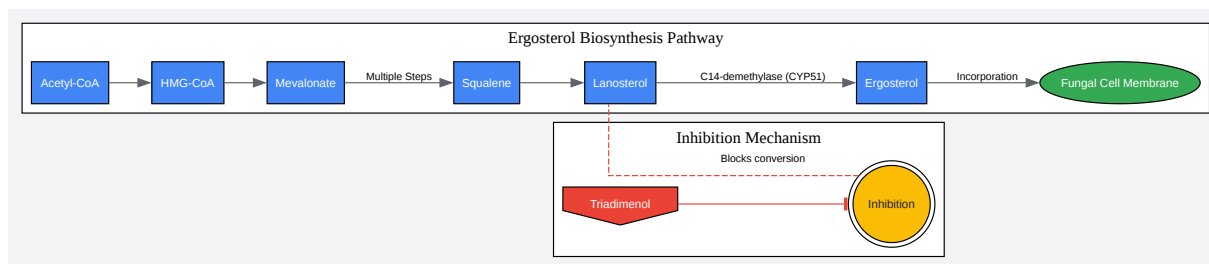 Ergosterol Biosynthesis Pathway
Acetyl-CoA
HMG-CoA
Mevalonate
Multiple Steps
Squalene
Lanosterol
C14-demethylase (CYP51)
Ergosterol
Incorporation
Fungal Cell Membrane
Inhibition Mechanism
Blocks conversion
Triadimenol
Inhibition